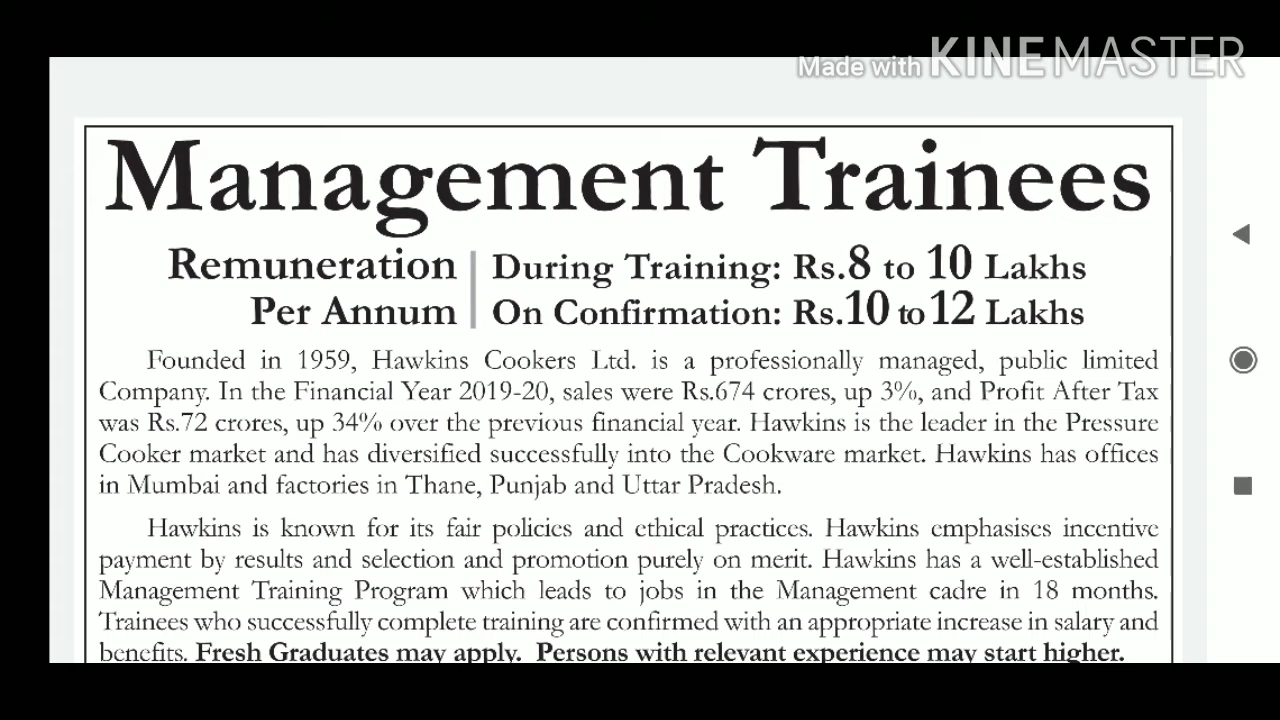 Made with KINEMASTER
Management Trainees
Remuneration
Per Annum
During Training: Rs.8 to 10 Lakhs
On Confirmation: Rs.10 to 12 Lakhs
Founded in 1959, Hawkins Cookers Ltd. is a professionally managed, public limited
Company. In the Financial Year 2019-20, sales were Rs.674 crores, up 3%, and Profit After Tax
was Rs.72 crores, up 34% over the previous financial year. Hawkins is the leader in the Pressure
Cooker market and has diversified successfully into the Cookware market. Hawkins has offices
in Mumbai and factories in Thane, Punjab and Uttar Pradesh.
Hawkins is known for its fair policies and ethical practices. Hawkins emphasises incentive
payment by results and selection and promotion purely on merit. Hawkins has a well-established
Management Training Program which leads to jobs in the Management cadre in 18 months.
Trainees who successfully complete training are confirmed with an appropriate increase in salary and
benefits. Fresh Graduates may apply. Persons with relevant experience may start higher.